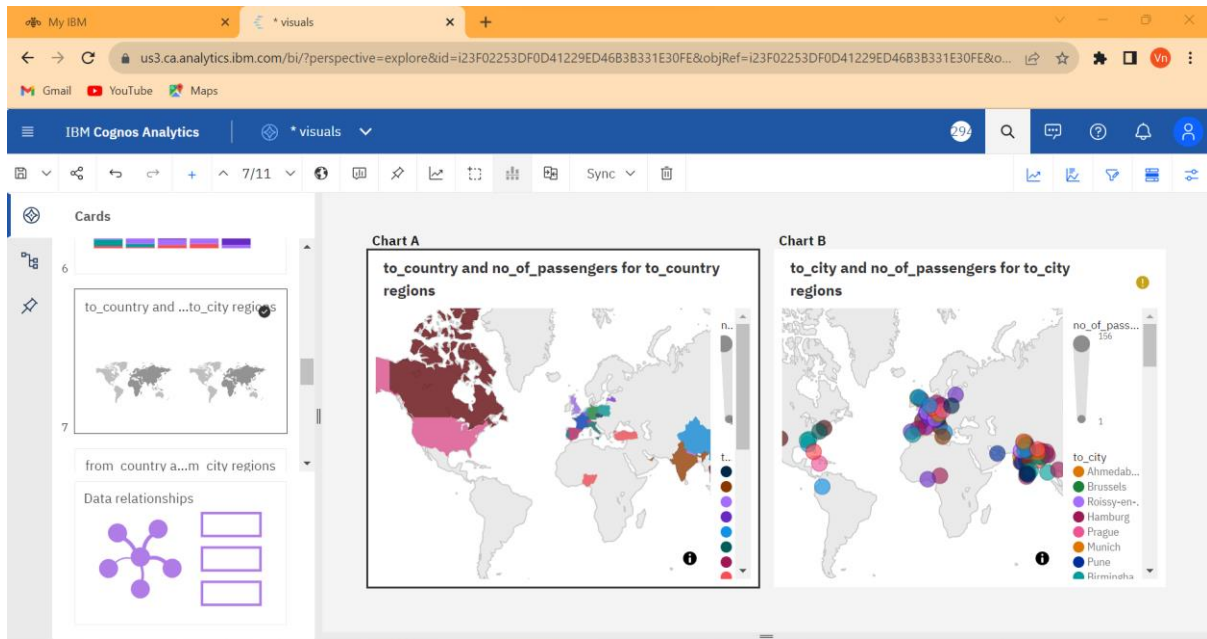 My IBM
* visuals
us3.ca.analytics.ibm.com/bi/?perspective=explore&id=i23F02253DF0D41229ED46B3B331E30FE&objRef=i23F02253DF0D41229ED46B3B331E30FE&o...
Vn
Gmail
YouTube
Maps
IBM Cognos Analytics
* visuals
294
7/11
Sync
Cards
6
to_country and ...to_city regions
7
from_country a...m_city regions
Data relationships
Chart A
to_country and no_of_passengers for to_country
regions
n..
t..
Chart B
to_city and no_of_passengers for to_city
regions
no_of_pass...
156
1
to_city
Ahmedab...
Brussels
Roissy-en-..
Hamburg
Prague
Munich
Pune
Birmingha